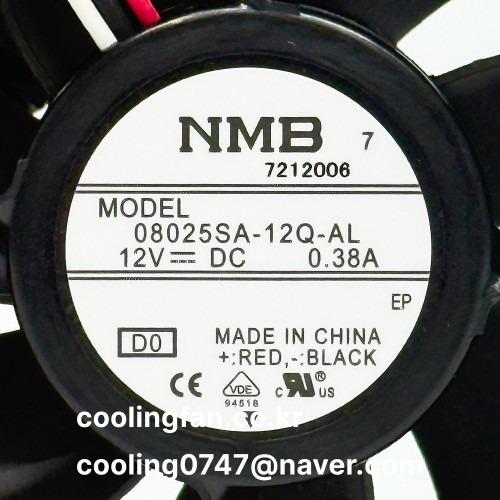 NMB 7
7212006
MODEL
08025SA-12Q-AL
12V DC 0.38A
EP
D0 MADE IN CHINA
+:RED,-:BLACK
CE VDE c UR ® US
94518
coolingfan.co.kr
cooling0747@naver.com